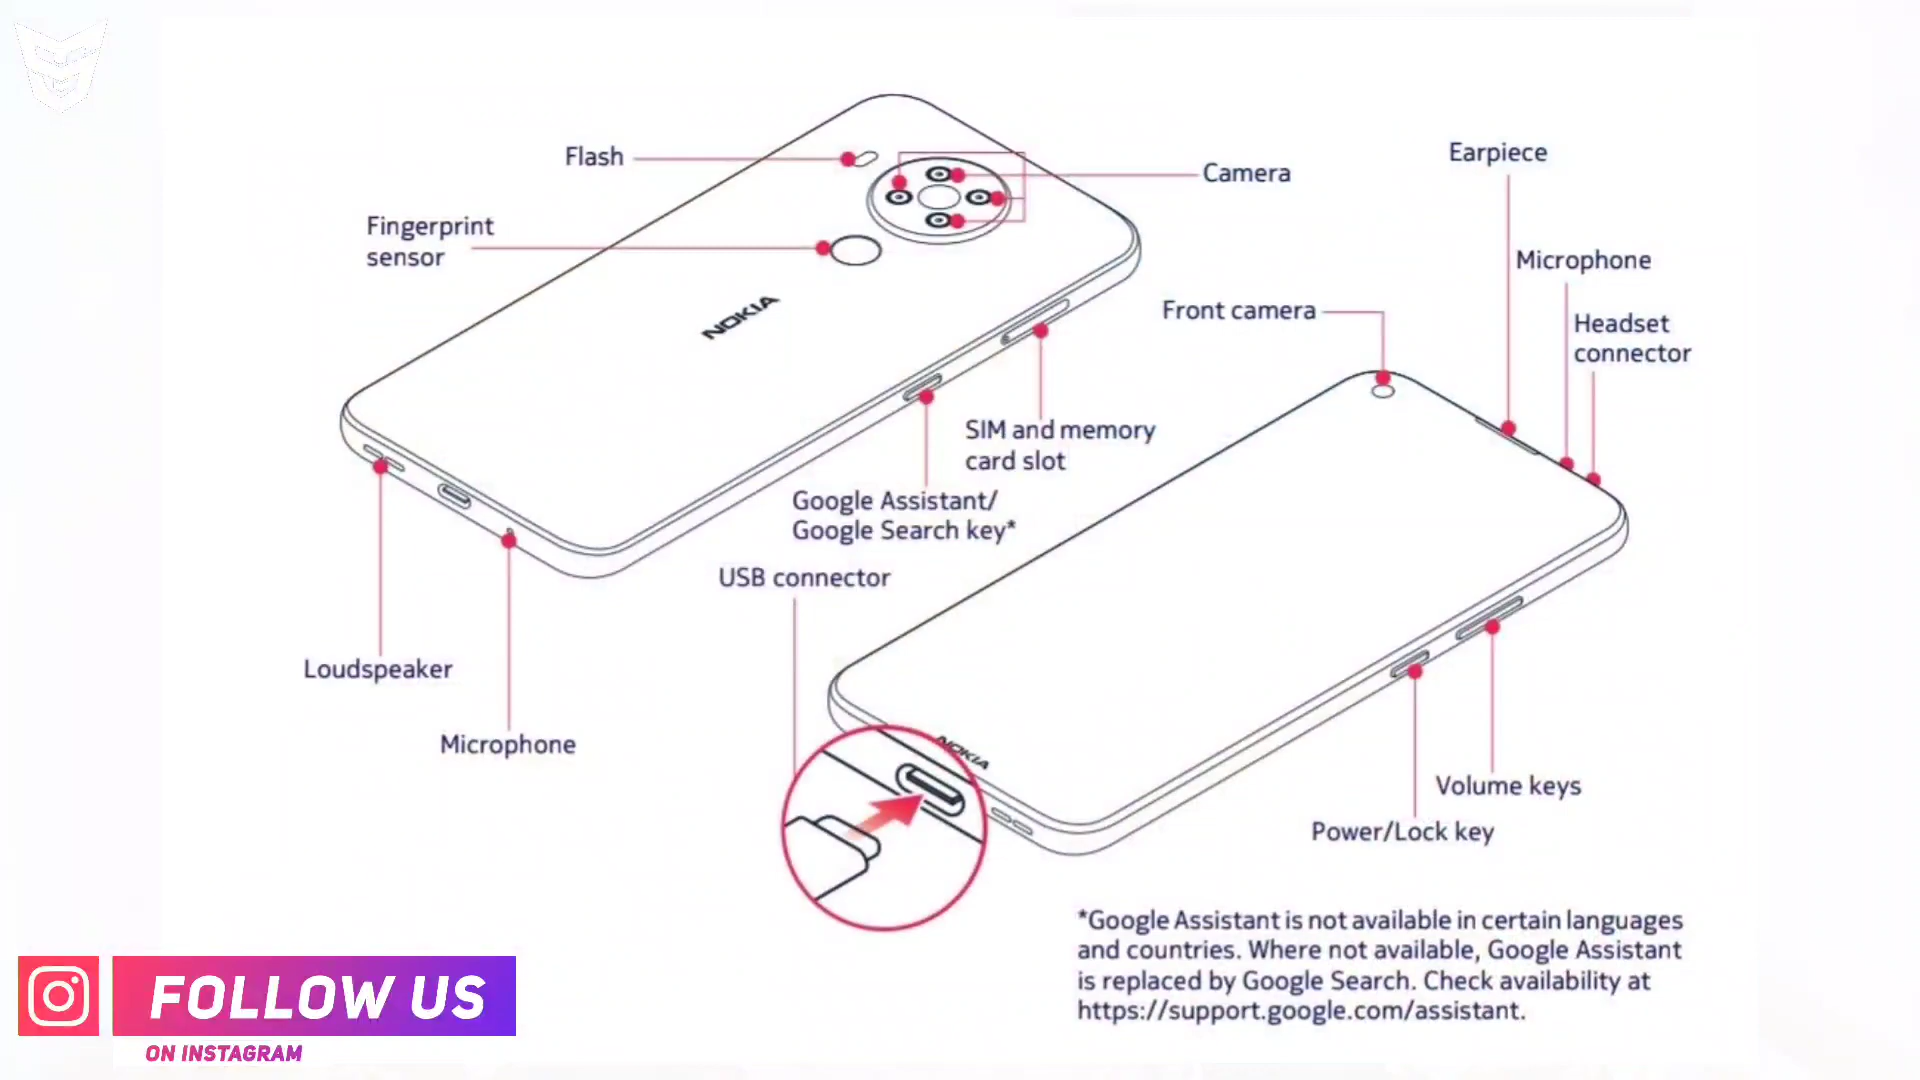 Flash
Camera
Earpiece
Fingerprint
sensor
Microphone
NOKIA
Front camera
Headset
connector
SIM and memory
card slot
Google Assistant/
Google Search key*
USB connector
Loudspeaker
Microphone
NOKIA
Volume keys
Power/Lock key
*Google Assistant is not available in certain languages
and countries. Where not available, Google Assistant
is replaced by Google Search. Check availability at
https://support.google.com/assistant.
FOLLOW US
ON INSTAGRAM